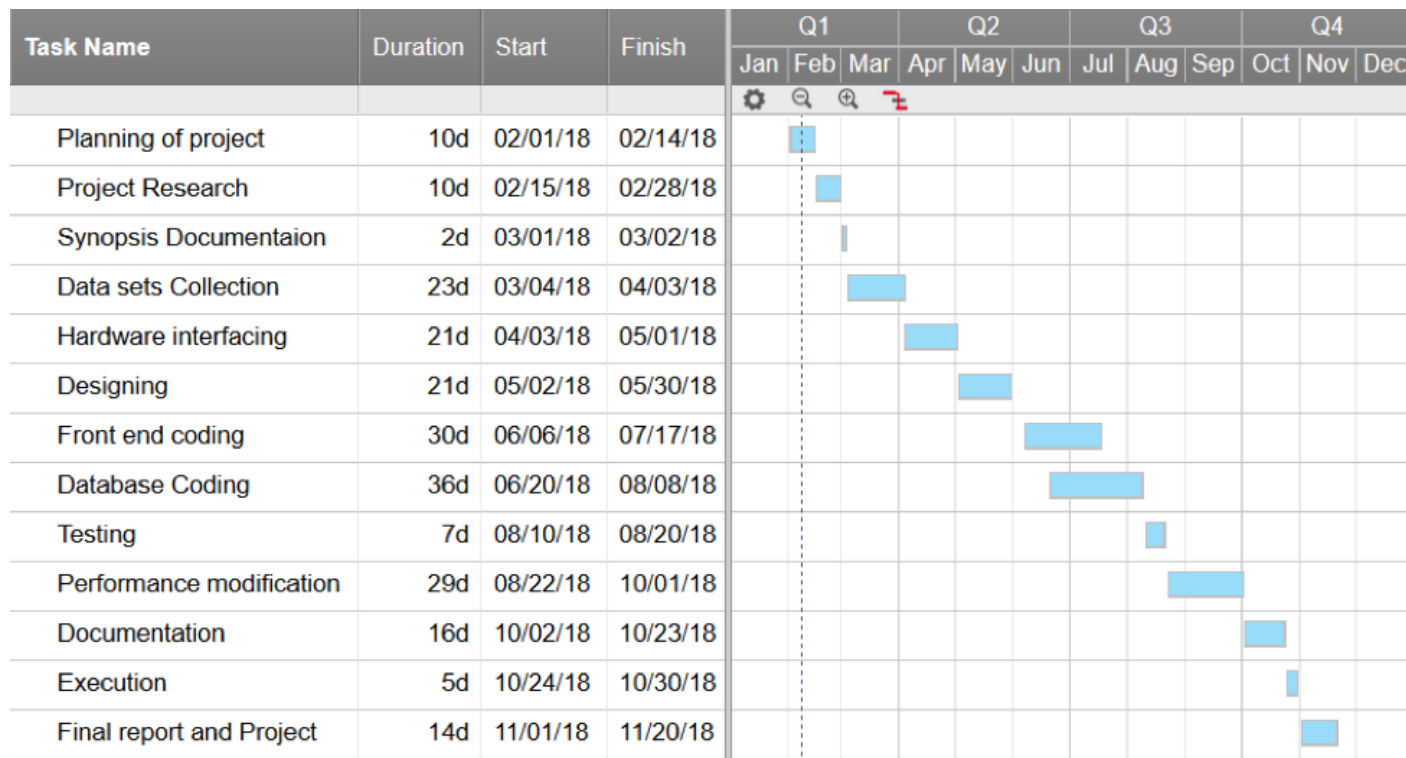 Task Name Duration Start Finish Q1 Q2 Q3 Q4
Jan Feb Mar Apr May Jun Jul Aug Sep Oct Nov Dec
Planning of project 10d 02/01/18 02/14/18
Project Research 10d 02/15/18 02/28/18
Synopsis Documentaion 2d 03/01/18 03/02/18
Data sets Collection 23d 03/04/18 04/03/18
Hardware interfacing 21d 04/03/18 05/01/18
Designing 21d 05/02/18 05/30/18
Front end coding 30d 06/06/18 07/17/18
Database Coding 36d 06/20/18 08/08/18
Testing 7d 08/10/18 08/20/18
Performance modification 29d 08/22/18 10/01/18
Documentation 16d 10/02/18 10/23/18
Execution 5d 10/24/18 10/30/18
Final report and Project 14d 11/01/18 11/20/18